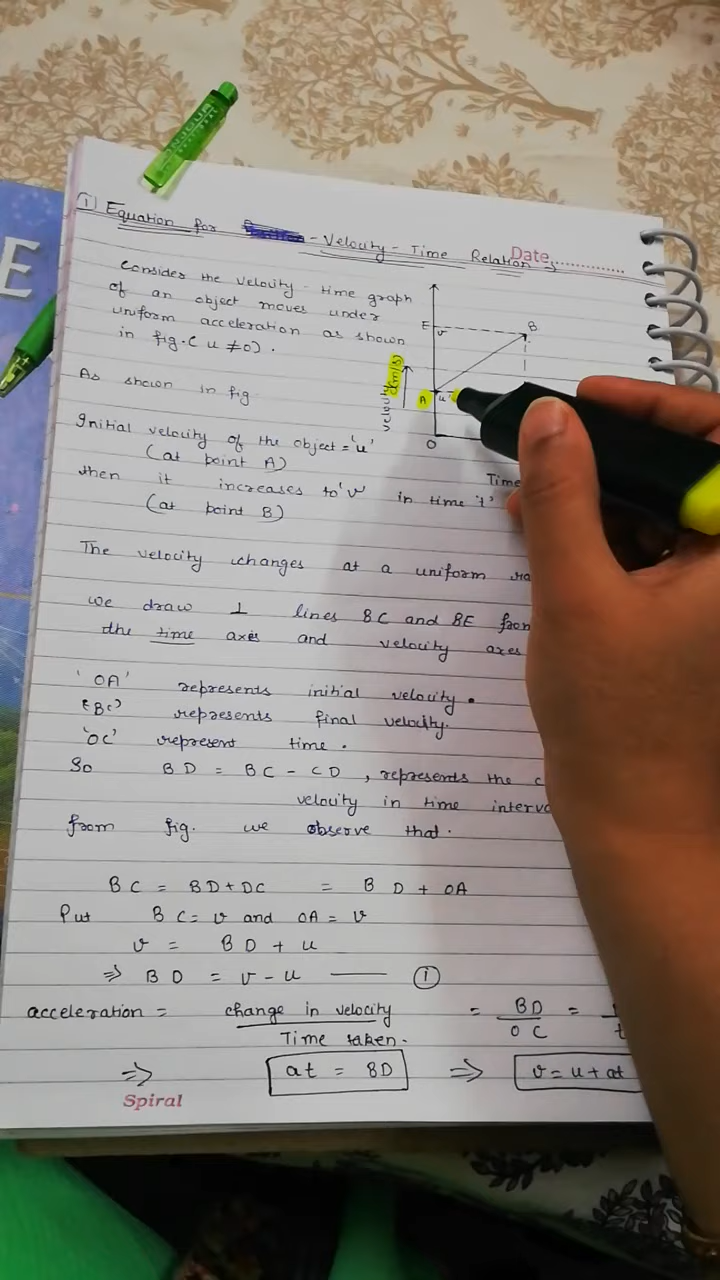 ① Equation for - Velocity - Time Relation :-
Date..............
Consider the velocity - time graph
of an object moves under
uniform acceleration as shown
in fig. ( u ≠ 0 ) .
As shown in fig
Initial velocity of the object = 'u'
(at point A)
then it increases to 'v' in time 't'
(at point B)
E
v
B
velocity (m/s)
A
u
O
Time
The velocity changes at a uniform
we draw ⊥ lines BC and BE from
the time axis and velocity axes
'OA' represents initial velocity.
'BC' represents final velocity.
'OC' represent time .
So BD = BC - CD , represents the
velocity in time
from fig. we observe that .
BC = BD + DC = BD + OA
Put BC = v and OA = v
v = BD + u
⇒ BD = v - u —— ①
acceleration = change in velocity / Time taken . = BD / OC =
⇒ at = BD ⇒ v = u + at
Spiral
E